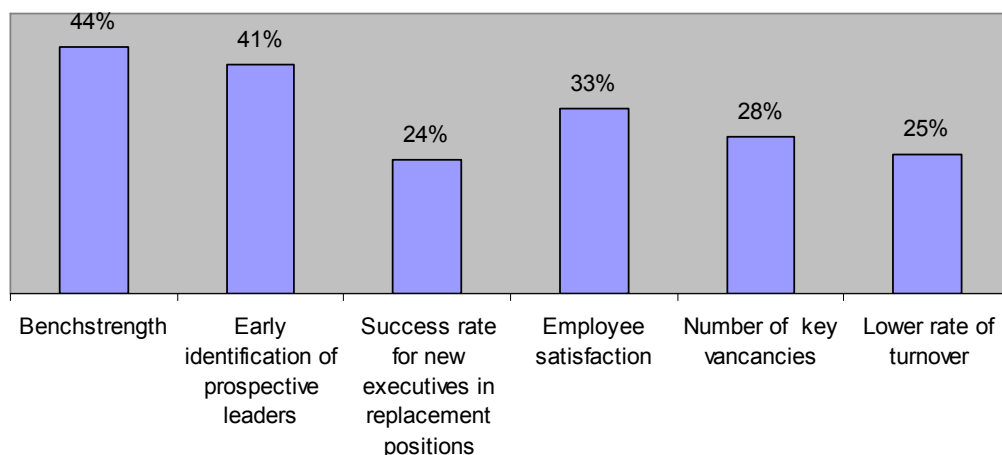 44%
41%
24%
33%
28%
25%
Benchstrength
Early
identification of
prospective
leaders
Success rate
for new
executives in
replacement
positions
Employee
satisfaction
Number of key
vancancies
Lower rate of
turnover